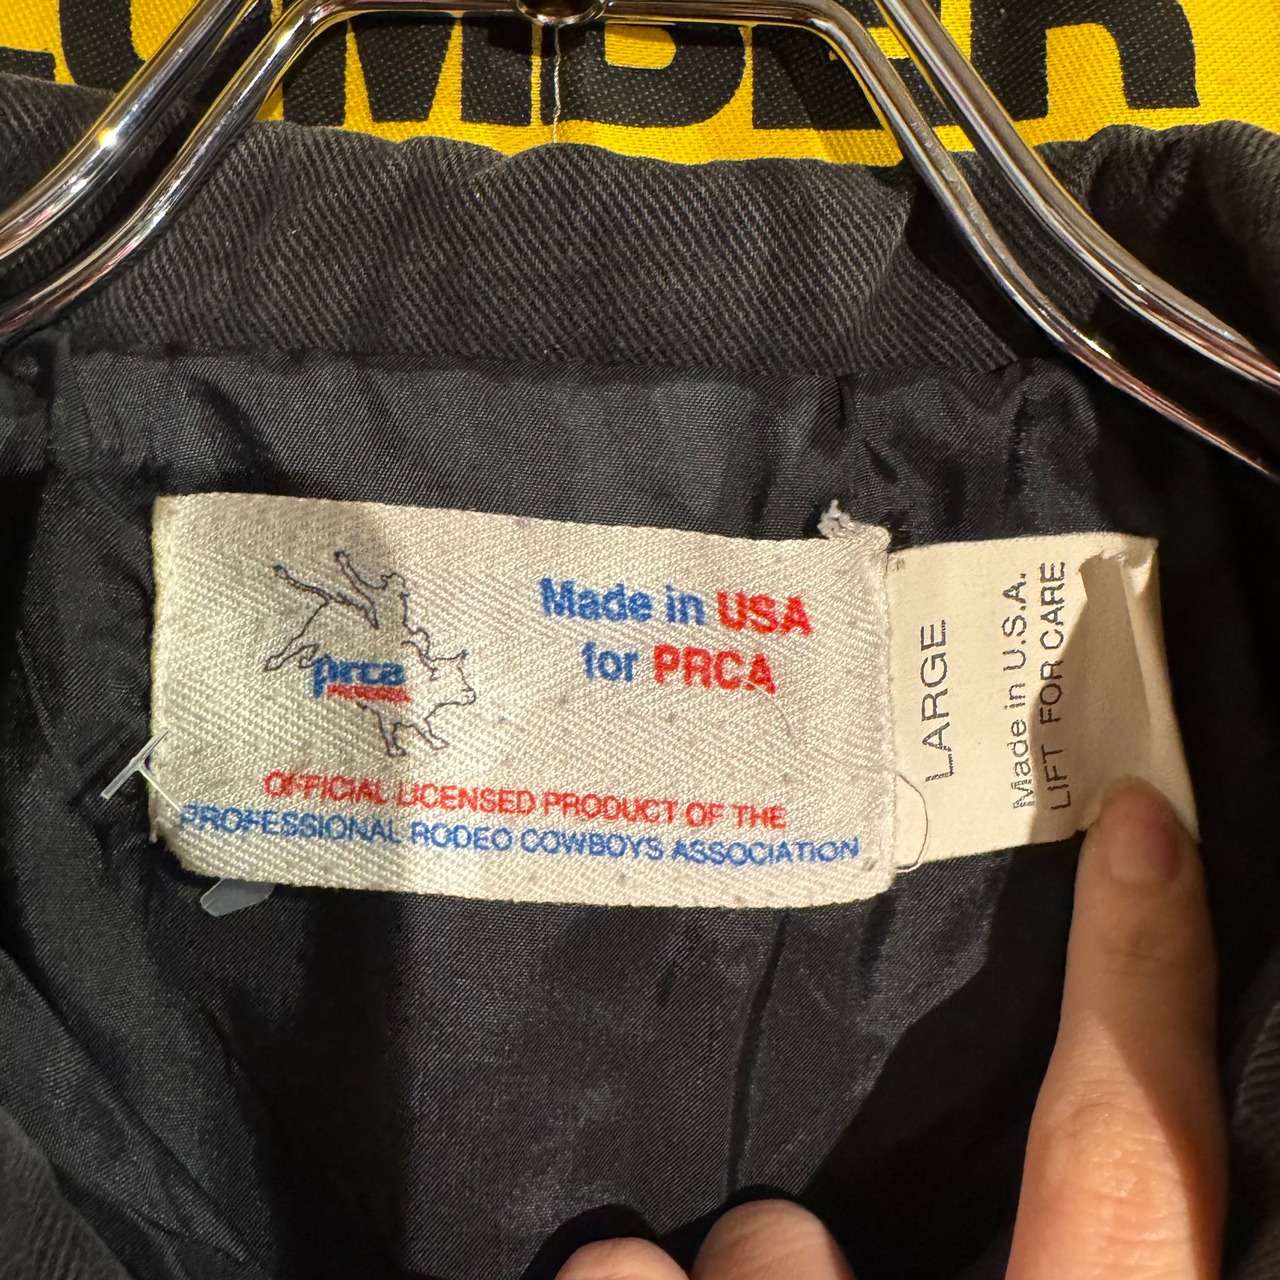 Made in USA
for PRCA
prca
OFFICIAL LICENSED PRODUCT OF THE
PROFESSIONAL RODEO COWBOYS ASSOCIATION
LARGE
Made in U.S.A.
LIFT FOR CARE